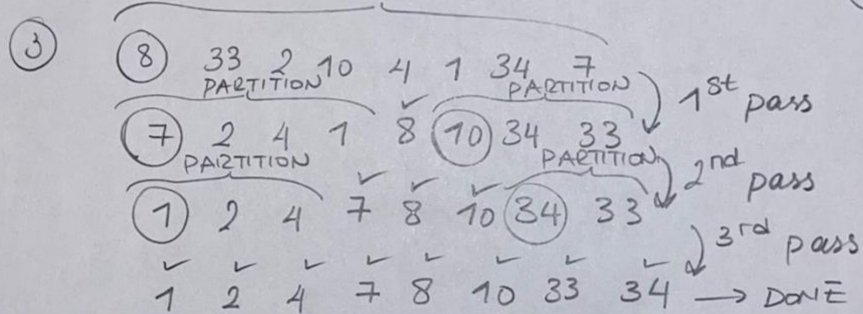 3
8 33 2 10 4 1 34 7
PARTITION PARTITION 1st pass
7 2 4 1 8 10 34 33
PARTITION PARTITION 2nd pass
1 2 4 7 8 10 34 33
3rd pass
1 2 4 7 8 10 33 34 → DONE